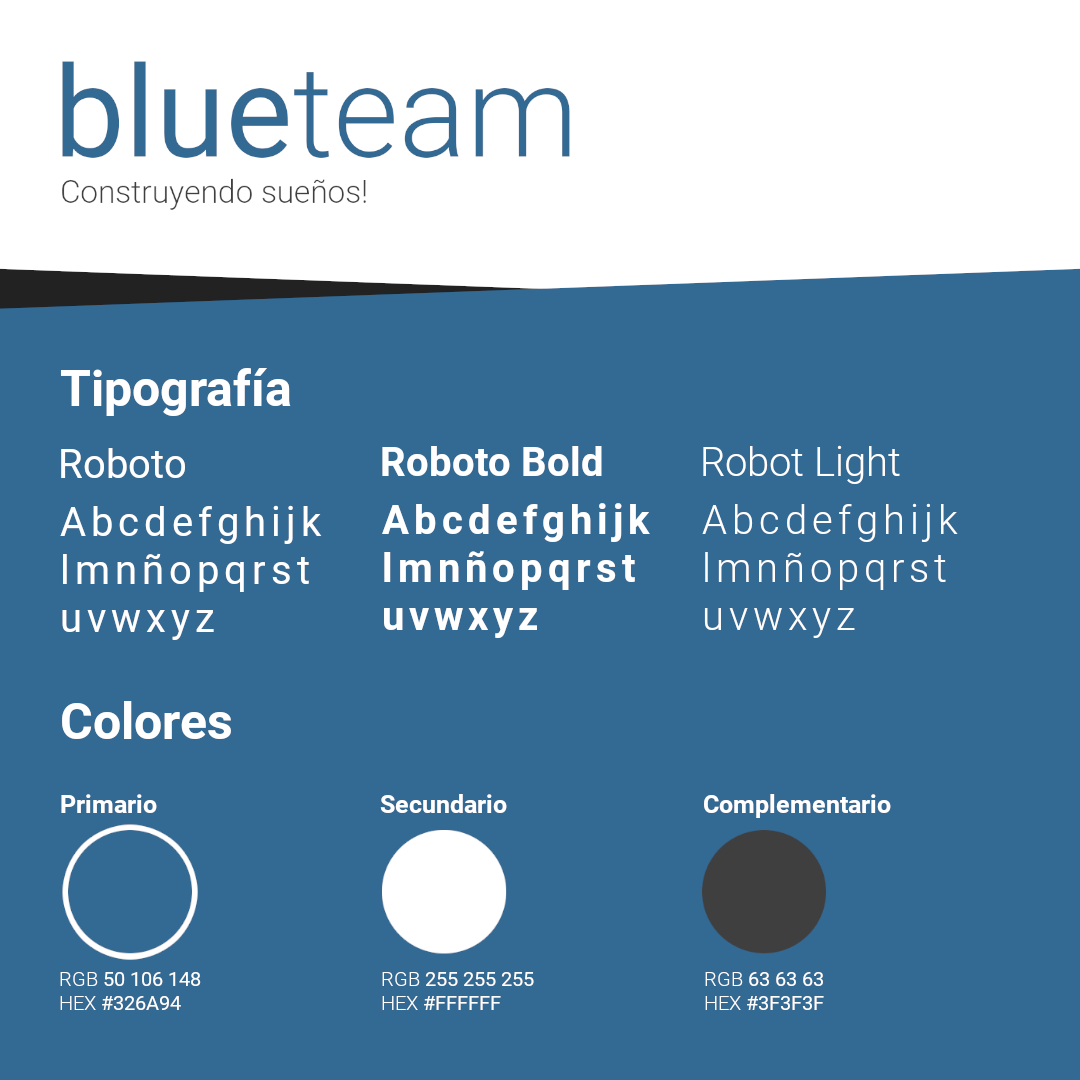 blueteam
Construyendo sueños!
Tipografía
Roboto
Abcdefghijk
lmnñopqrst
uvwxyz
Roboto Bold
Abcdefghijk
lmnñopqrst
uvwxyz
Robot Light
Abcdefghijk
lmnñopqrst
uvwxyz
Colores
Primario
RGB 50 106 148
HEX #326A94
Secundario
RGB 255 255 255
HEX #FFFFFF
Complementario
RGB 63 63 63
HEX #3F3F3F